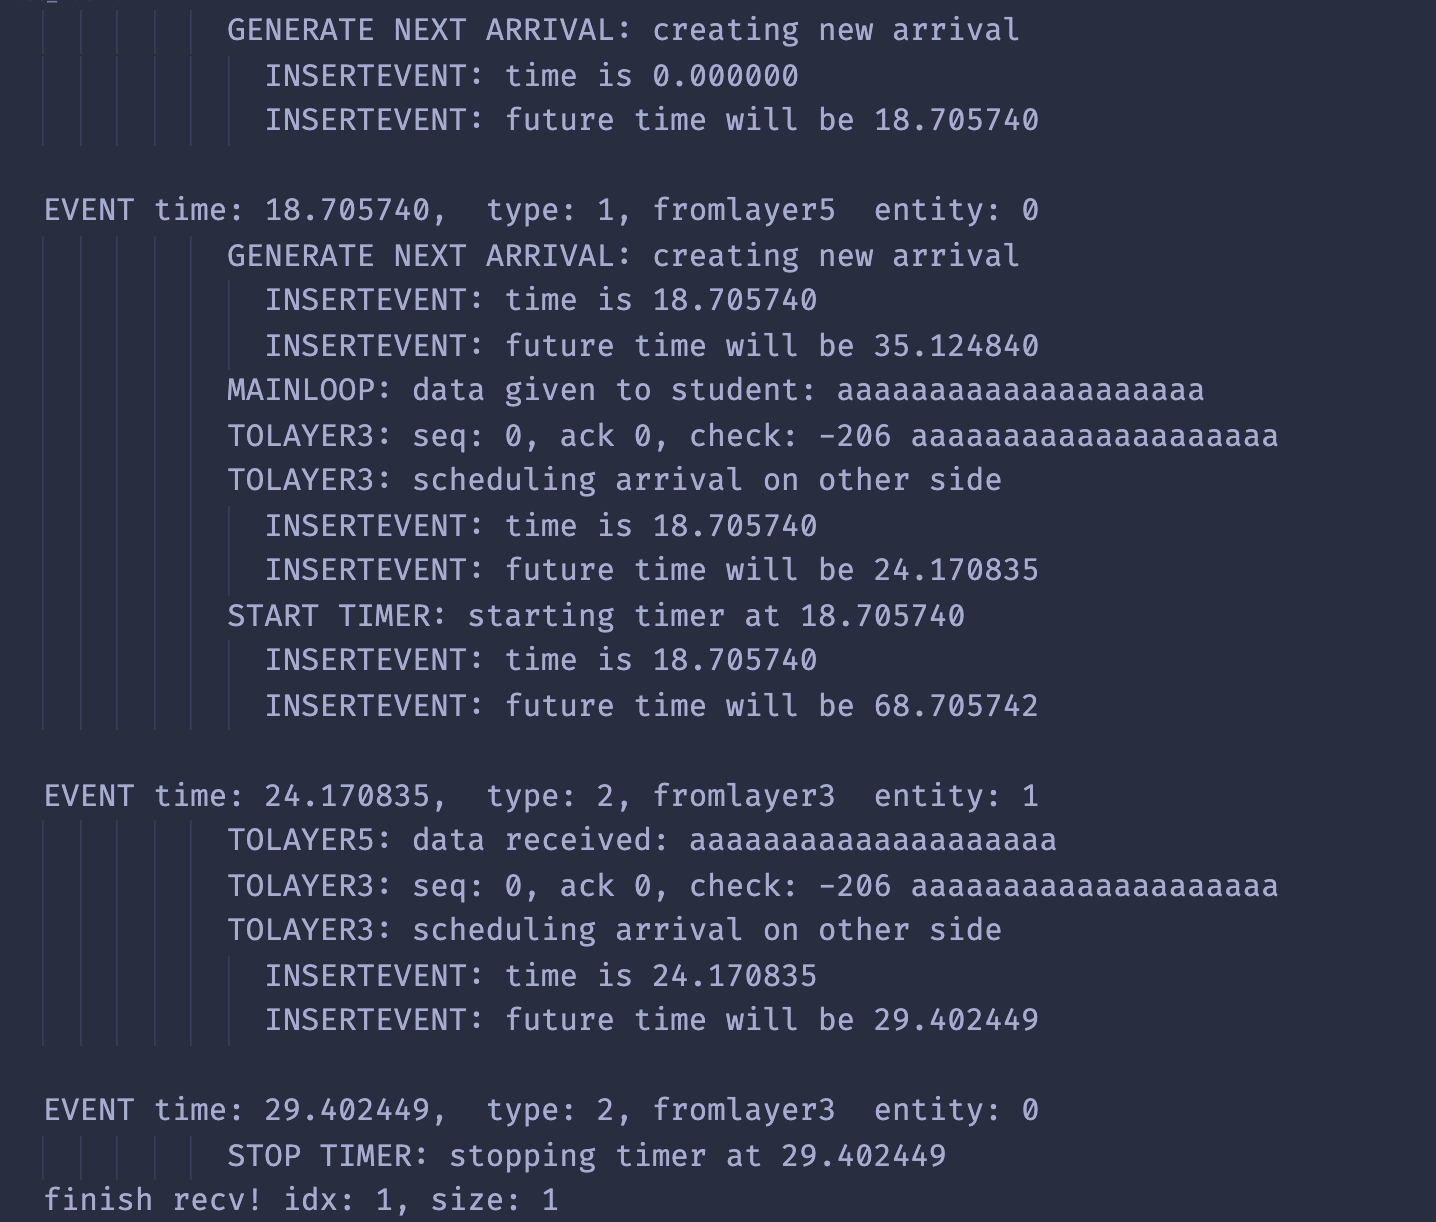 GENERATE NEXT ARRIVAL: creating new arrival
INSERTEVENT: time is 0.000000
INSERTEVENT: future time will be 18.705740
EVENT time: 18.705740,  type: 1, fromlayer5  entity: 0
GENERATE NEXT ARRIVAL: creating new arrival
INSERTEVENT: time is 18.705740
INSERTEVENT: future time will be 35.124840
MAINLOOP: data given to student: aaaaaaaaaaaaaaaaaaaa
TOLAYER3: seq: 0, ack 0, check: -206 aaaaaaaaaaaaaaaaaaaa
TOLAYER3: scheduling arrival on other side
INSERTEVENT: time is 18.705740
INSERTEVENT: future time will be 24.170835
START TIMER: starting timer at 18.705740
INSERTEVENT: time is 18.705740
INSERTEVENT: future time will be 68.705742
EVENT time: 24.170835,  type: 2, fromlayer3  entity: 1
TOLAYER5: data received: aaaaaaaaaaaaaaaaaaaa
TOLAYER3: seq: 0, ack 0, check: -206 aaaaaaaaaaaaaaaaaaaa
TOLAYER3: scheduling arrival on other side
INSERTEVENT: time is 24.170835
INSERTEVENT: future time will be 29.402449
EVENT time: 29.402449,  type: 2, fromlayer3  entity: 0
STOP TIMER: stopping timer at 29.402449
finish recv! idx: 1, size: 1